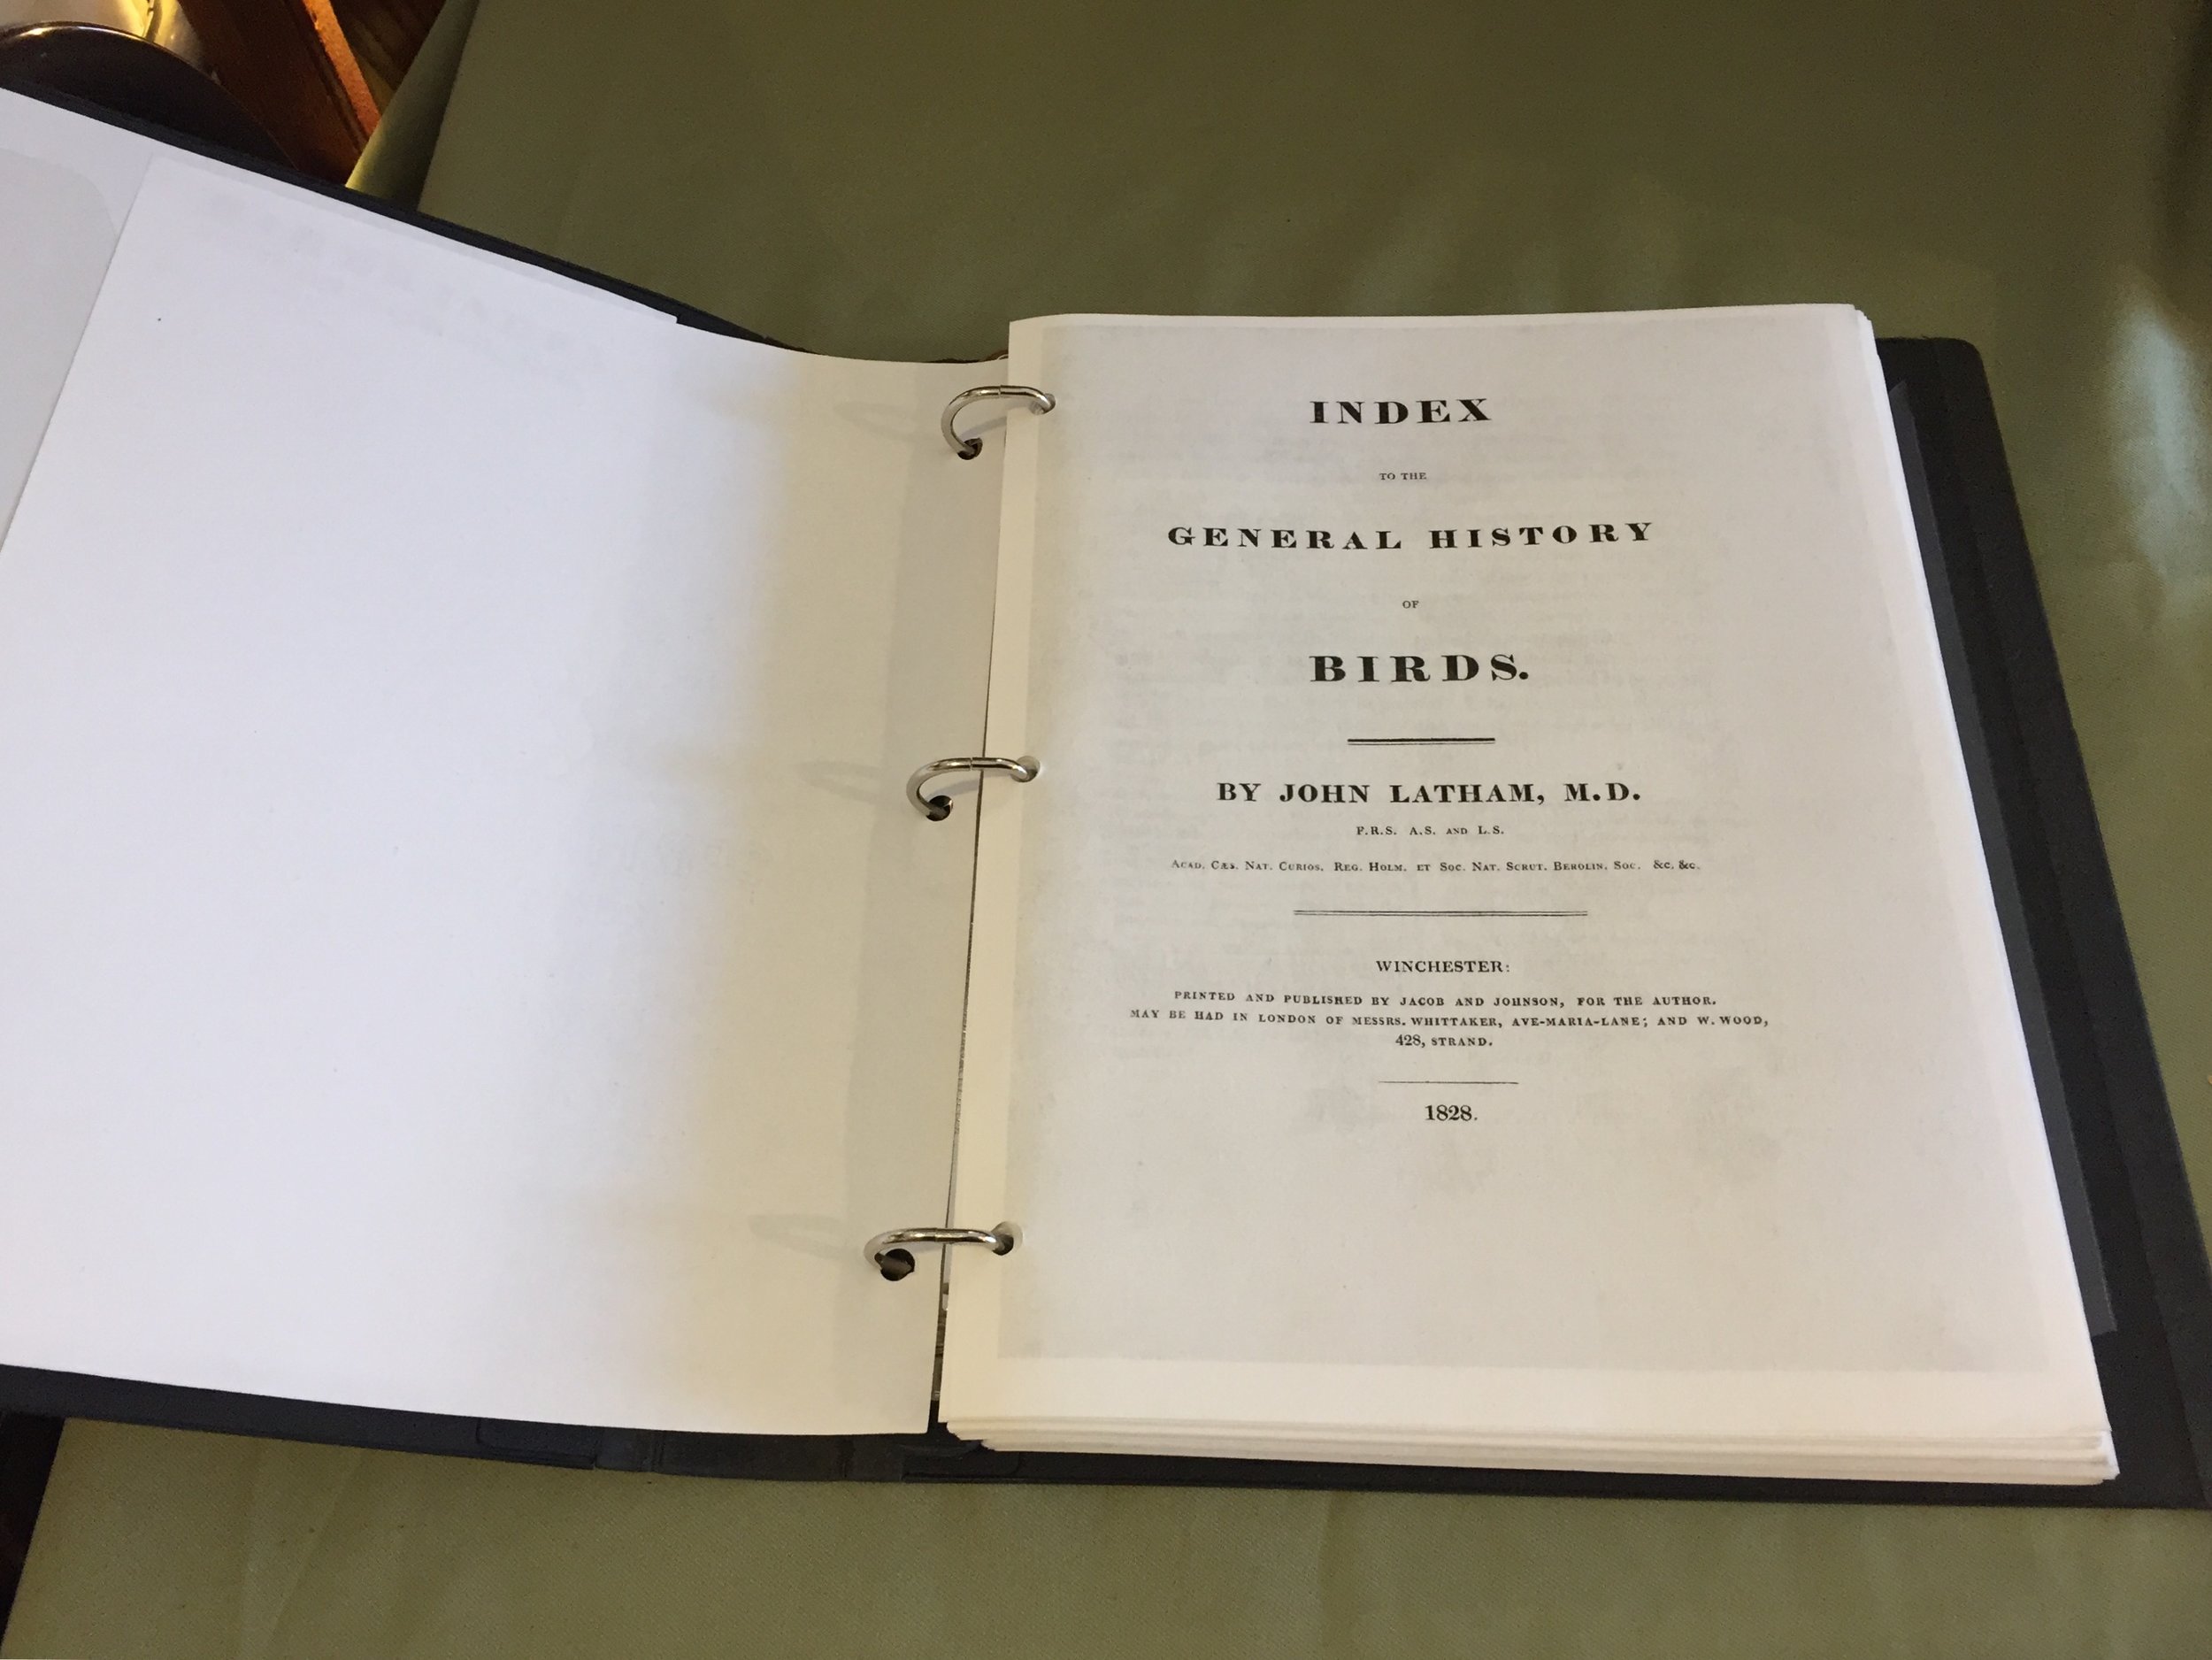 INDEX
TO THE
GENERAL HISTORY
OF
BIRDS.
BY JOHN LATHAM, M.D.
F.R.S. A.S. AND L.S.
ACAD. CÆS. NAT. CURIOS. REG. HOLM. ET SOC. NAT. SCRUT. BEROLIN. SOC. &c. &c.
WINCHESTER:
PRINTED AND PUBLISHED BY JACOB AND JOHNSON, FOR THE AUTHOR.
MAY BE HAD IN LONDON OF MESSRS. WHITTAKER, AVE-MARIA-LANE; AND W. WOOD,
428, STRAND.
1828.